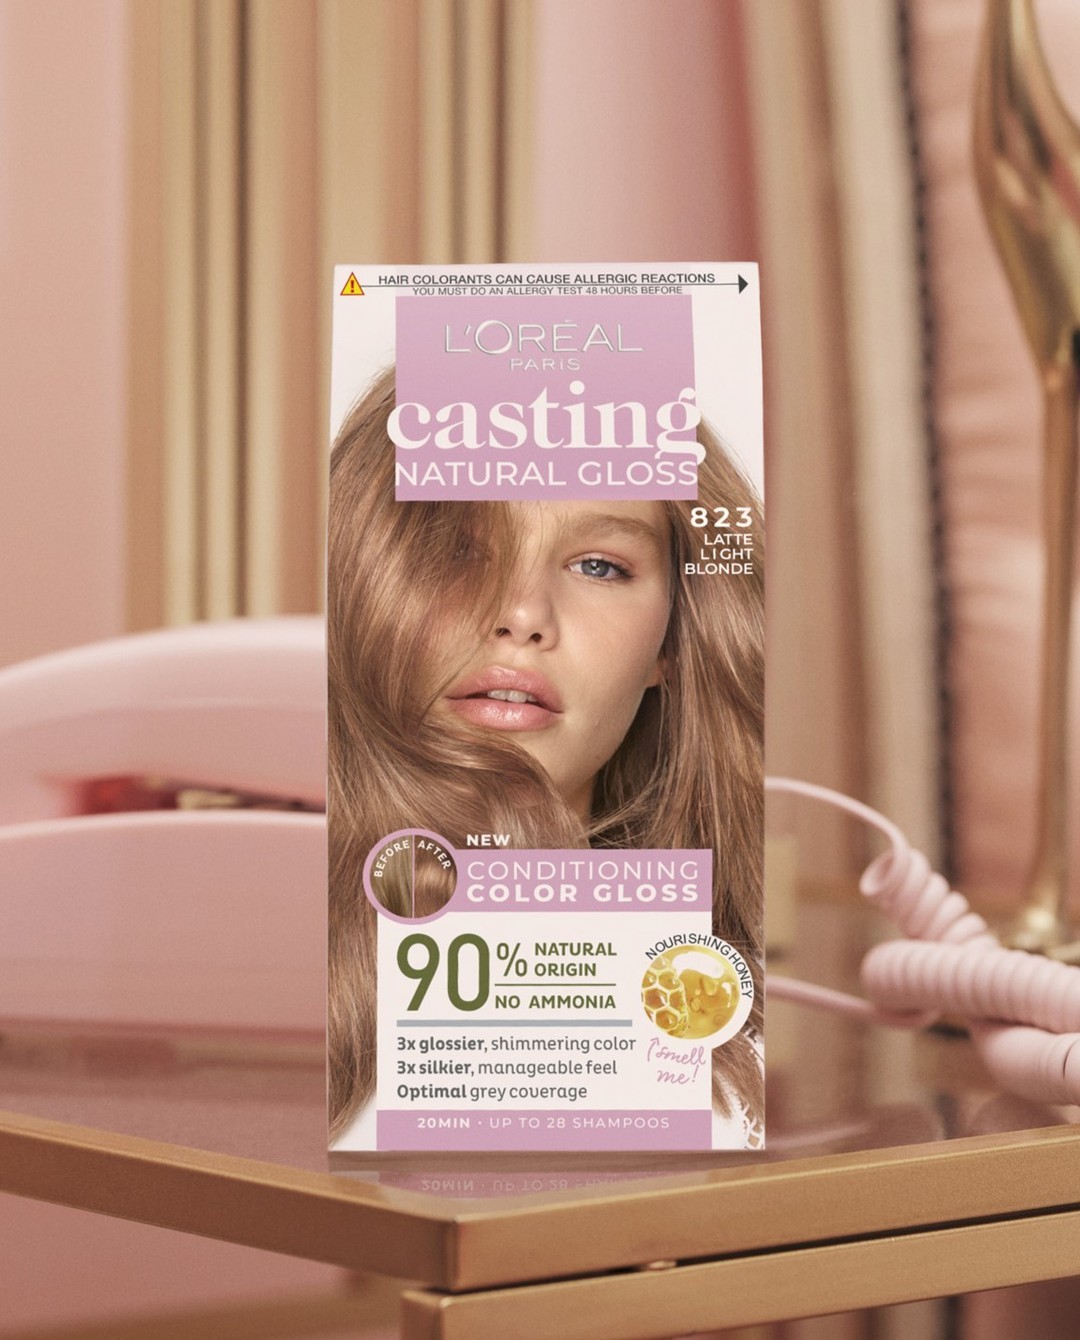 HAIR COLORANTS CAN CAUSE ALLERGIC REACTIONS
YOU MUST DO AN ALLERGY TEST 48 HOURS BEFORE
L'ORÉAL
PARIS
casting
NATURAL GLOSS
823
LATTE
LIGHT
BLONDE
NEW
BEFORE AFTER
CONDITIONING
COLOR GLOSS
90% NATURAL
ORIGIN
NO AMMONIA
NOURISHING HONEY
3x glossier, shimmering color
3x silkier, manageable feel
Optimal grey coverage
smell
me!
20MIN · UP TO 28 SHAMPOOS